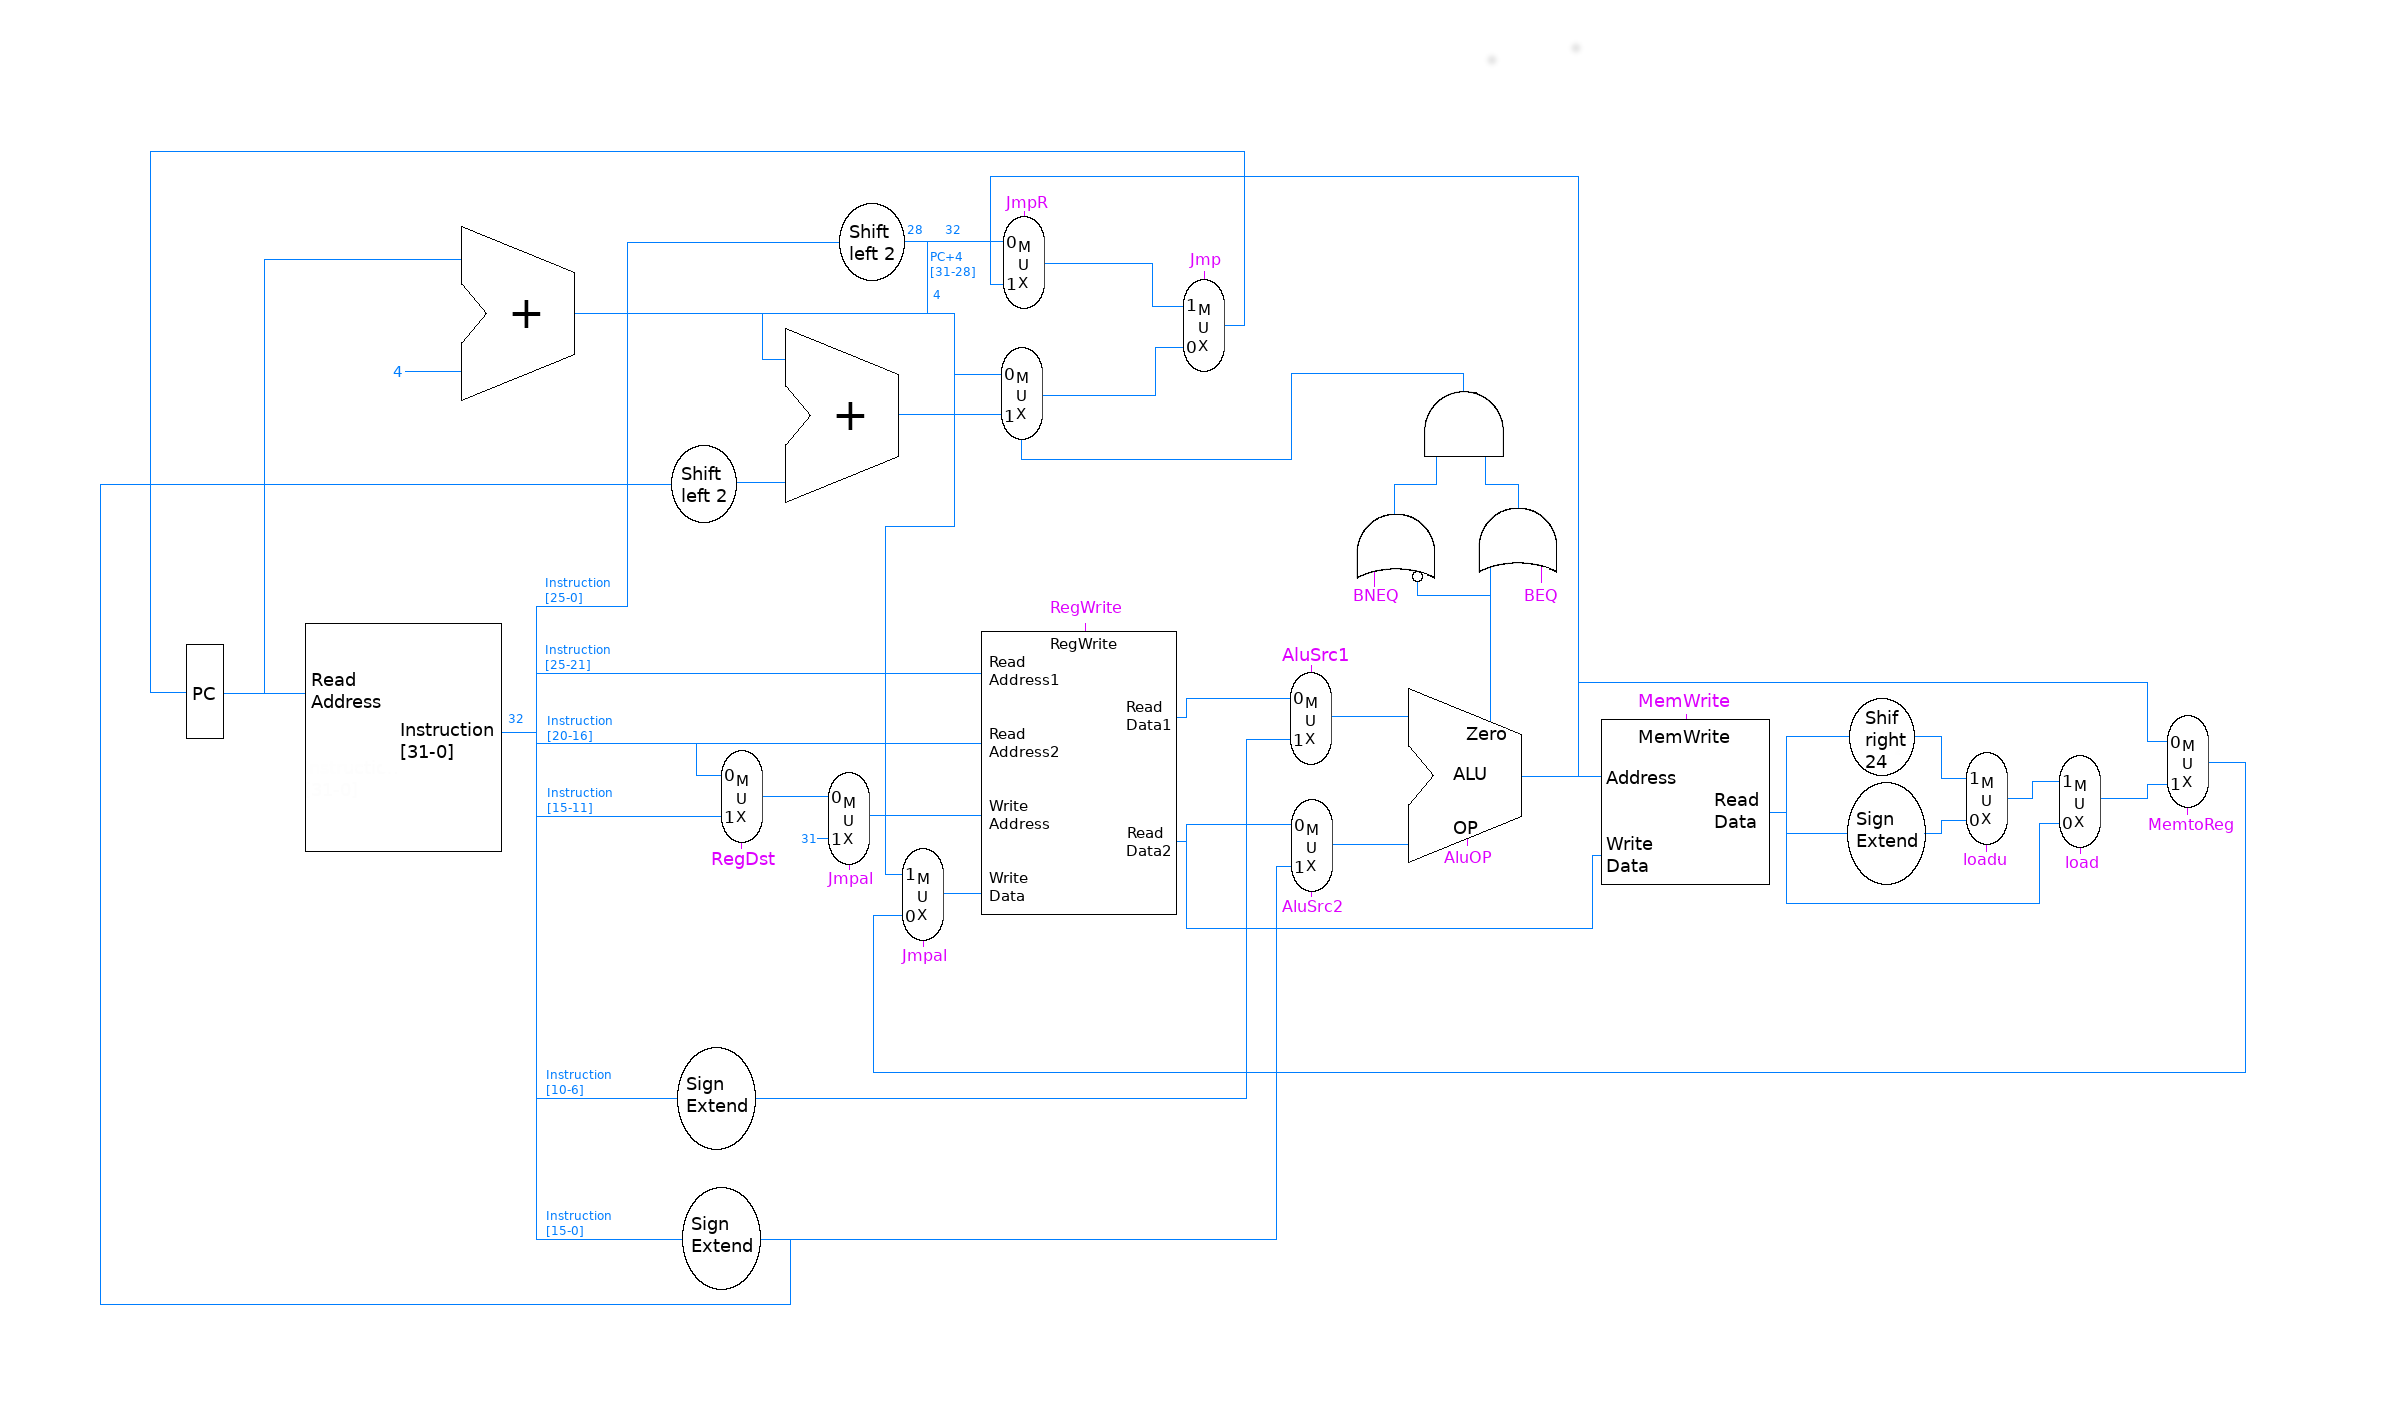 JmpR
Shift
left 2
28
32
0
M
U
1
X
PC+4
[31-28]
4
Jmp
1
M
U
0
X
+
4
+
0
M
U
1
X
Shift
left 2
BNEQ
BEQ
Instruction
[25-0]
Instruction
[25-21]
Instruction
[20-16]
Instruction
[15-11]
PC
Read
Address
Instruction
[31-0]
32
0
M
U
1
X
RegDst
0
M
U
1
X
31
Jmpal
1
M
U
0
X
Jmpal
RegWrite
RegWrite
Read
Address1
Read
Address2
Write
Address
Write
Data
Read
Data1
Read
Data2
AluSrc1
0
M
U
1
X
0
M
U
1
X
AluSrc2
Zero
ALU
OP
AluOP
MemWrite
MemWrite
Address
Read
Data
Write
Data
Shif
right
24
Sign
Extend
1
M
U
0
X
loadu
1
M
U
0
X
load
0
M
U
1
X
MemtoReg
Instruction
[10-6]
Sign
Extend
Instruction
[15-0]
Sign
Extend